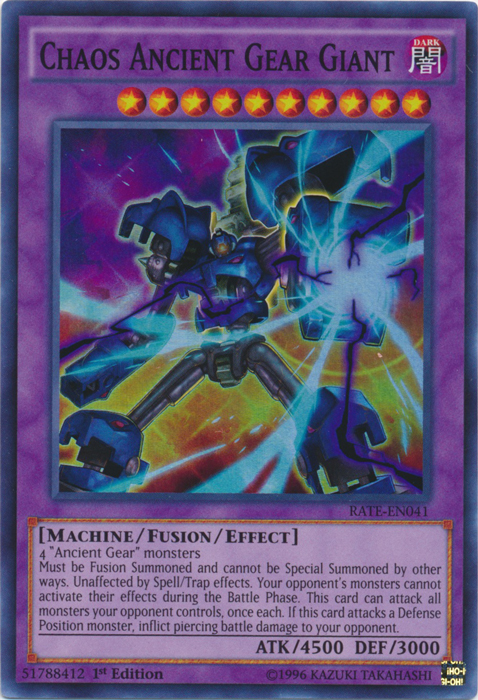 CHAOS ANCIENT GEAR GIANT
DARK
闇
RATE-EN041
[MACHINE/FUSION/EFFECT]
4 "Ancient Gear" monsters
Must be Fusion Summoned and cannot be Special Summoned by other
ways. Unaffected by Spell/Trap effects. Your opponent's monsters cannot
activate their effects during the Battle Phase. This card can attack all
monsters your opponent controls, once each. If this card attacks a Defense
Position monster, inflict piercing battle damage to your opponent.
ATK/4500 DEF/3000
51788412 1st Edition ©1996 KAZUKI TAKAHASHI